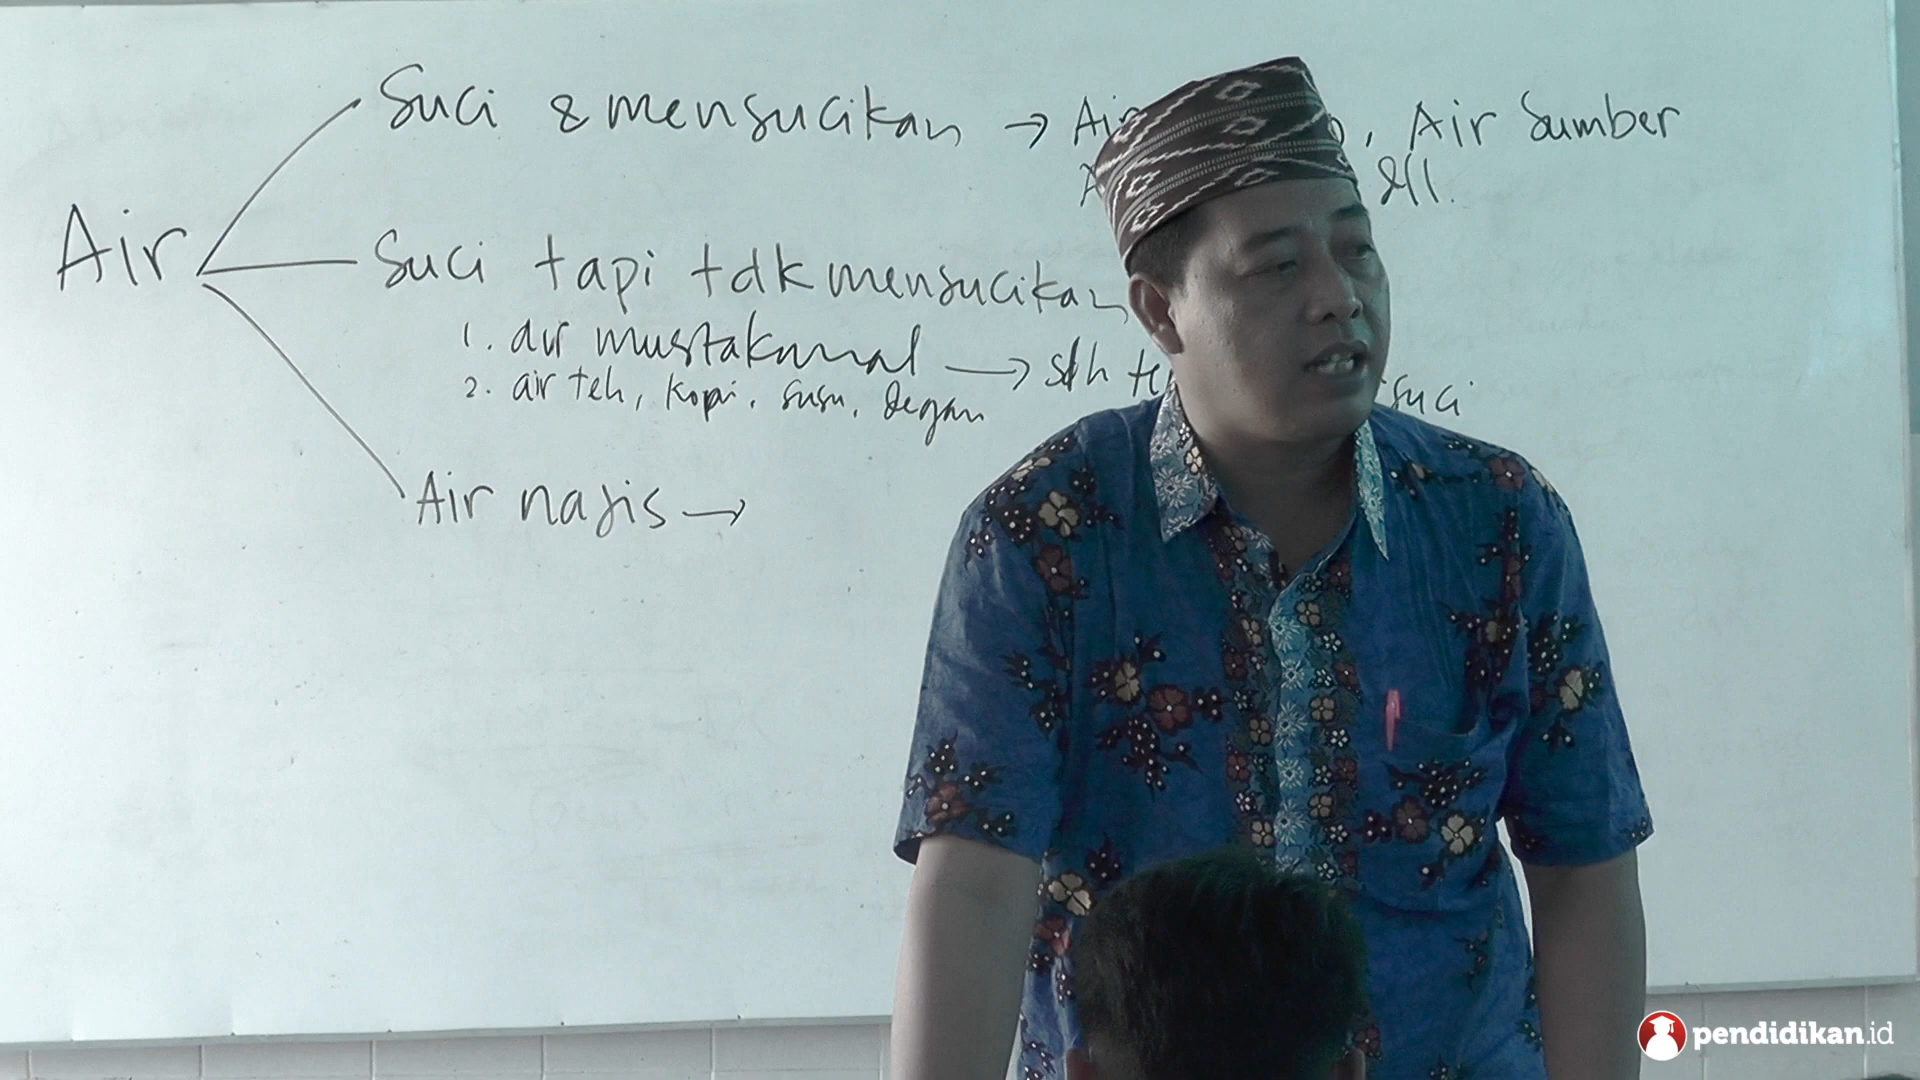 Suci & mensucikan → Air , Air Sumber
dll.
Air
Suci tapi tdk mensucikan
1. air mustakmal → sdh suci
2. air teh, kopi, susu, degan
Air najis →
pendidikan.id